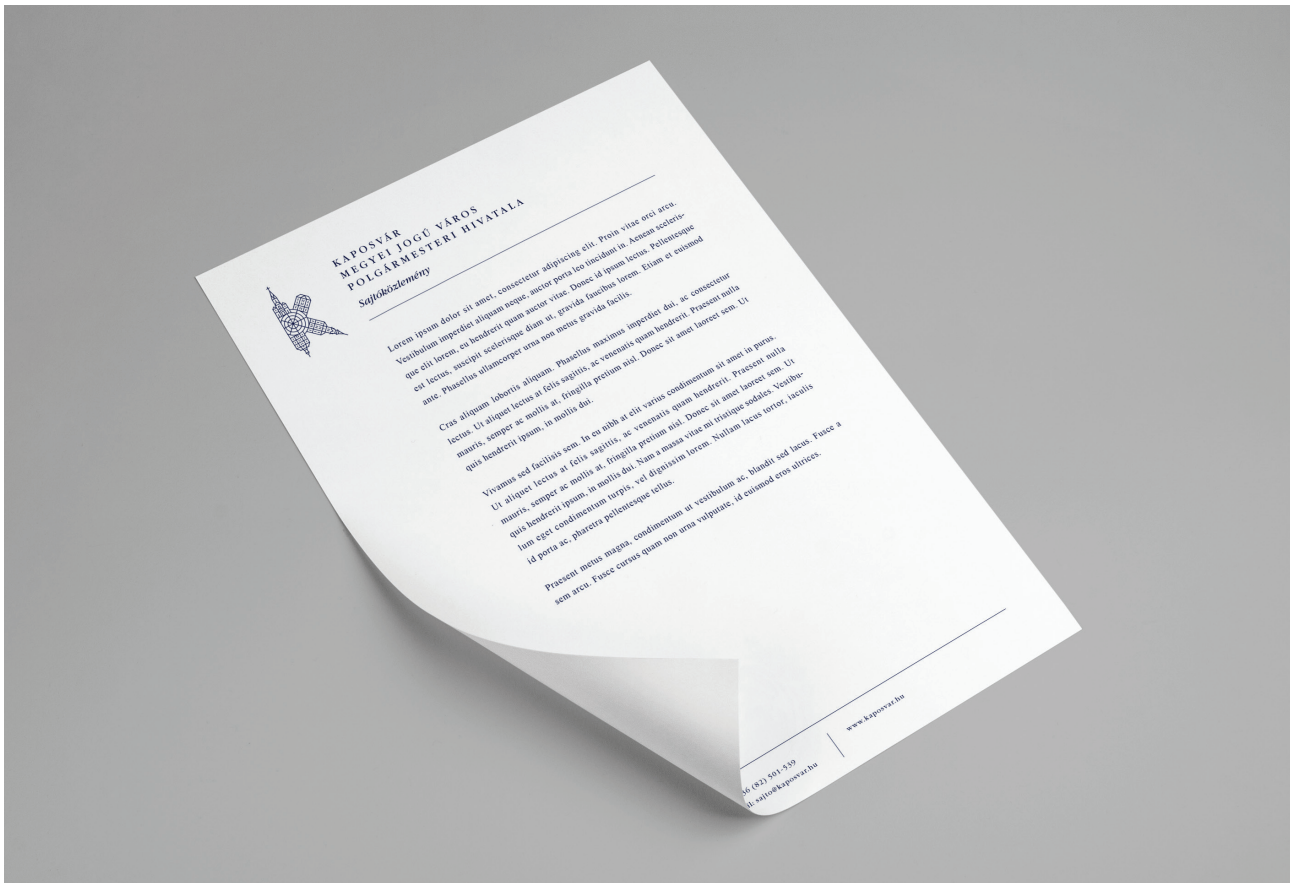 KAPOSVÁR
MEGYEI JOGÚ VÁROS
POLGÁRMESTERI HIVATALA
Sajtóközlemény
Lorem ipsum dolor sit amet, consectetur adipiscing elit. Proin vitae orci arcu.
Vestibulum imperdiet aliquam neque, auctor porta leo tincidunt in. Aenean sceleris-
que elit lorem, eu hendrerit quam auctor vitae. Donec id ipsum lectus. Pellentesque
est lectus, suscipit scelerisque diam ut, gravida faucibus lorem. Etiam et euismod
ante. Phasellus ullamcorper urna non metus gravida facilis.
Cras aliquam lobortis aliquam. Phasellus maximus imperdiet dui, ac consectetur
lectus. Ut aliquet lectus at felis sagittis, ac venenatis quam hendrerit. Praesent nulla
mauris, semper ac mollis at, fringilla pretium nisl. Donec sit amet laoreet sem. Ut
quis hendrerit ipsum, in mollis dui.
Vivamus sed facilisis sem. In eu nibh at elit varius condimentum sit amet in purus.
Ut aliquet lectus at felis sagittis, ac venenatis quam hendrerit. Praesent nulla
mauris, semper ac mollis at, fringilla pretium nisl. Donec sit amet laoreet sem. Ut
quis hendrerit ipsum, in mollis dui. Nam a massa vitae mi tristique sodales. Vestibu-
lum eget condimentum turpis, vel dignissim lorem. Nullam lacus tortor, iaculis
id porta ac, pharetra pellentesque tellus.
Praesent metus magna, condimentum ut vestibulum ac, blandit sed lacus. Fusce a
sem arcu. Fusce cursus quam non urna vulputate, id euismod eros ultrices.
36 (82) 501-539
il: sajto@kaposvar.hu
www.kaposvar.hu